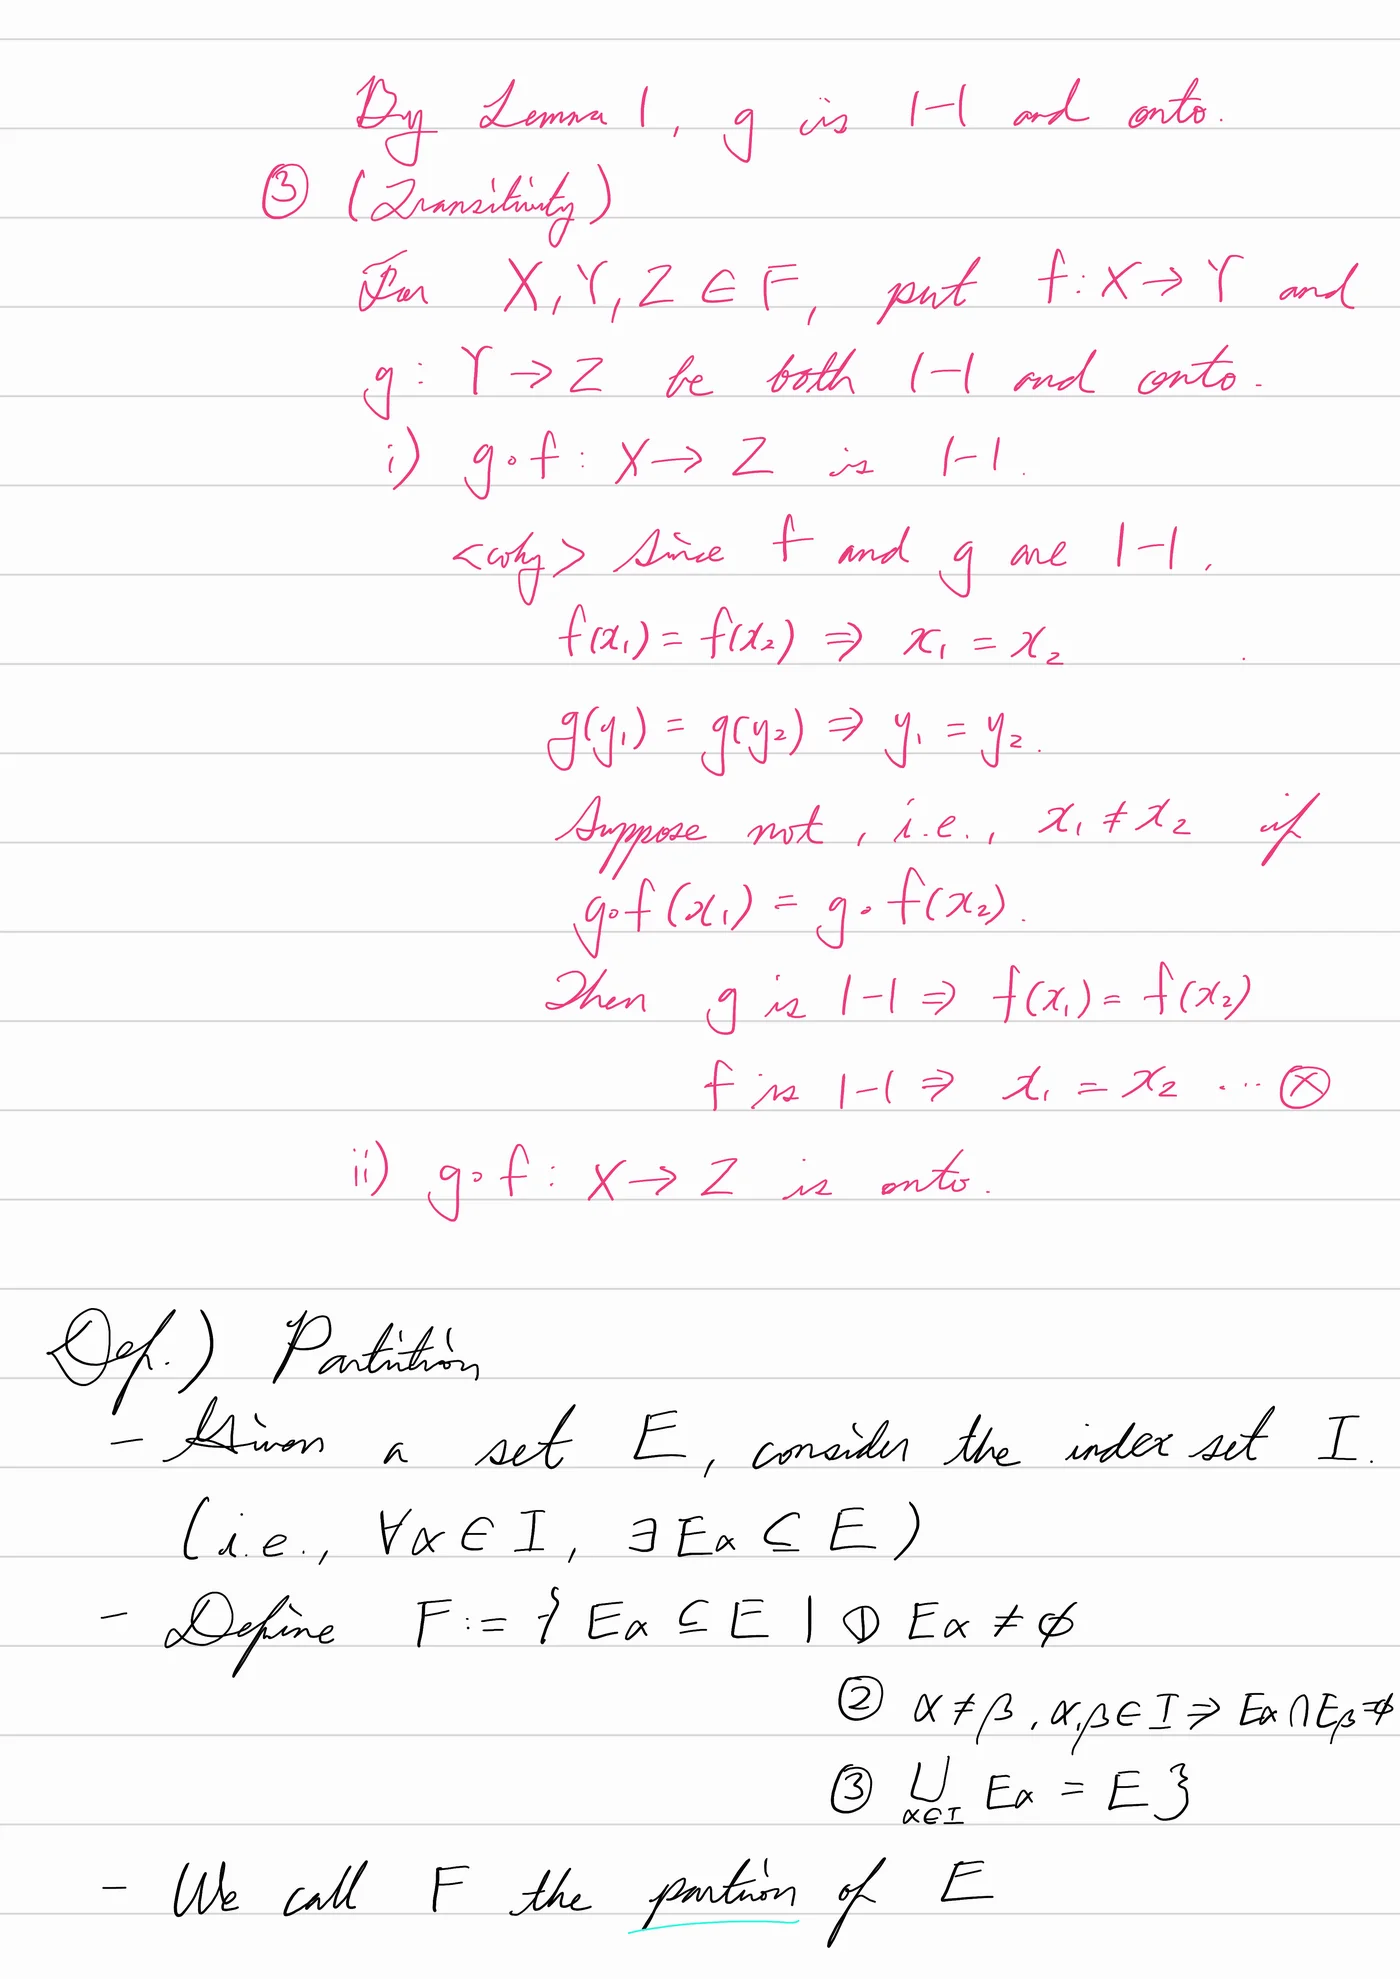 By Lemma 1, g is 1-1 and onto.
③ (Transitivity)
For X, Y, Z ∈ F, put f: X → Y and
g: Y → Z be both 1-1 and onto.
i) g∘f: X → Z is 1-1.
<why> Since f and g are 1-1,
f(x₁) = f(x₂) ⇒ x₁ = x₂
g(y₁) = g(y₂) ⇒ y₁ = y₂.
Suppose not, i.e., x₁ ≠ x₂ if
g∘f(x₁) = g∘f(x₂).
Then g is 1-1 ⇒ f(x₁) = f(x₂)
f is 1-1 ⇒ x₁ = x₂ ... ⊗
ii) g∘f: X → Z is onto.
Def.) Partition
- Given a set E, consider the index set I.
(i.e., ∀α ∈ I, ∃ Eα ⊆ E)
- Define F := { Eα ⊆ E | ① Eα ≠ ∅
② α ≠ β, α, β ∈ I ⇒ Eα ∩ Eβ = ∅
③ ⋃ α∈I Eα = E }
- We call F the partion of E